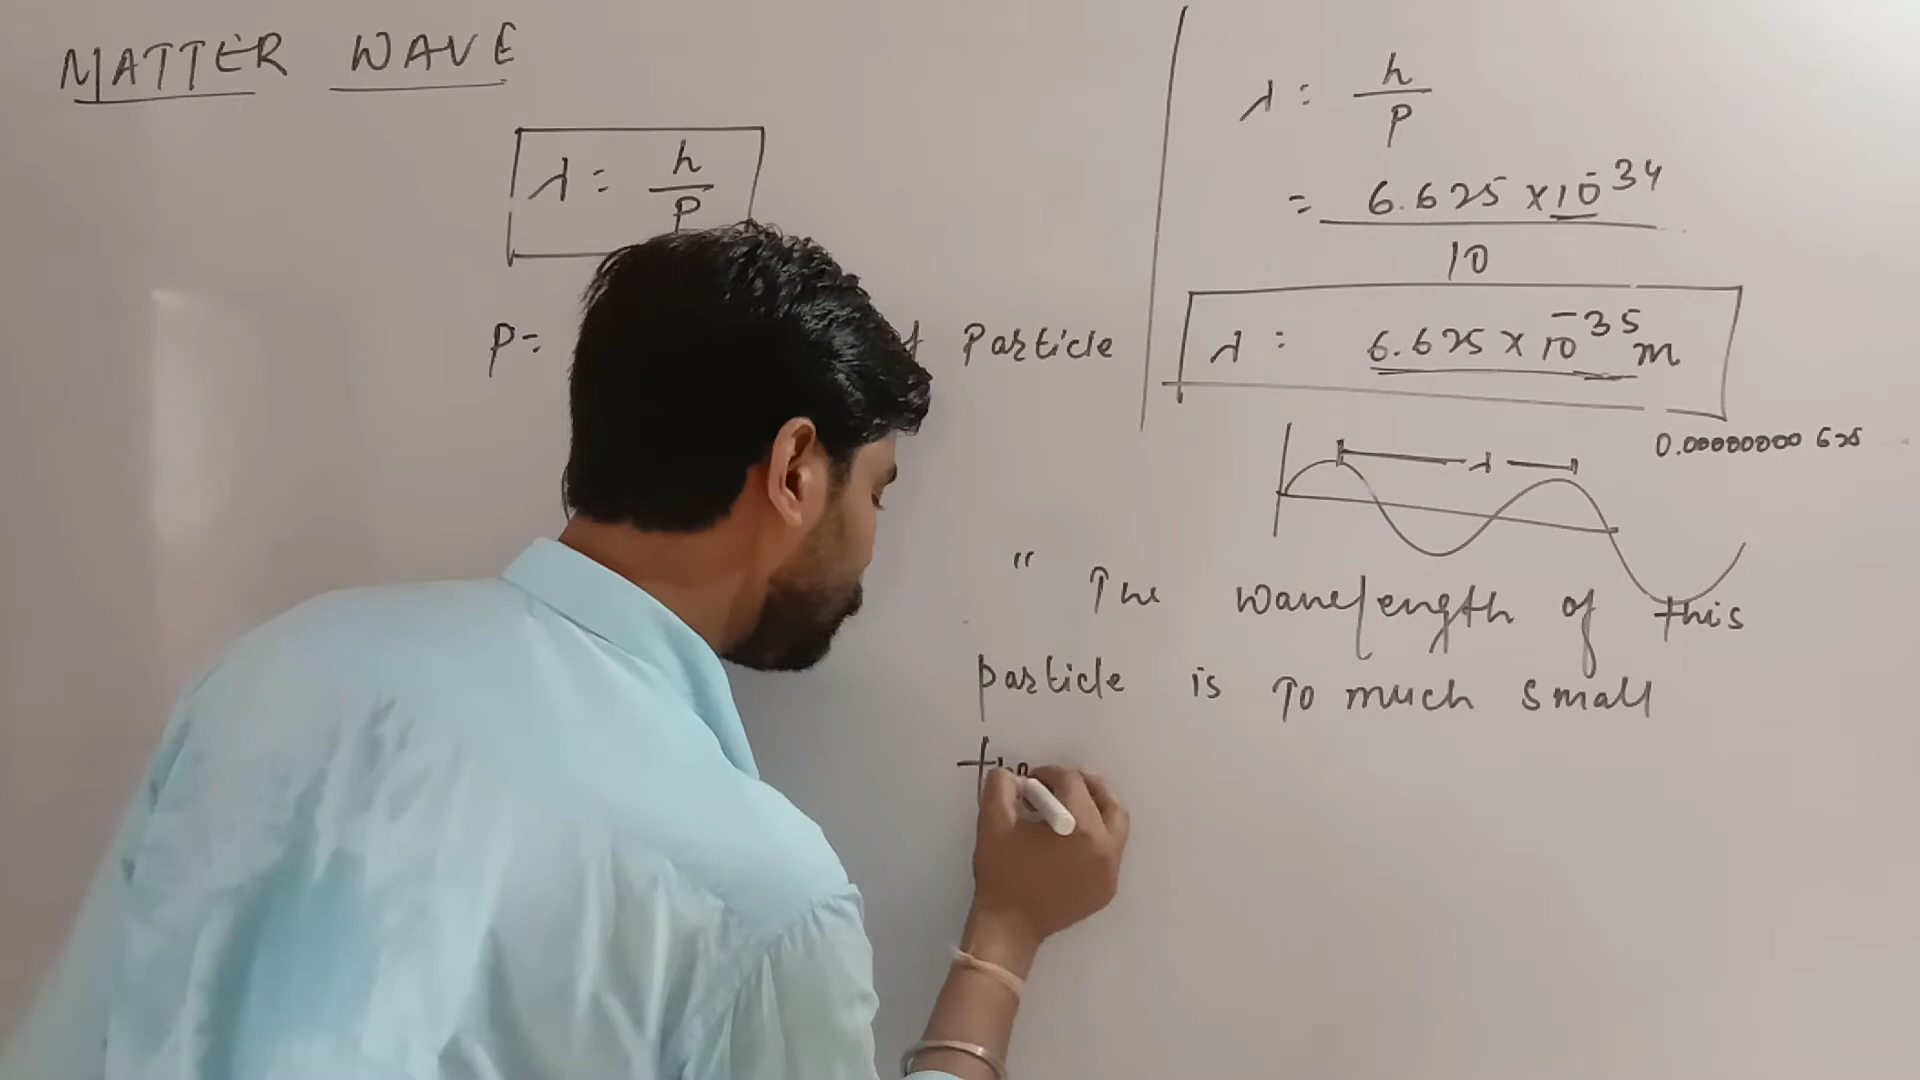 MATTER WAVE
λ = h/P
P= Particle
λ = h/P
= 6.625 × 10⁻³⁴ / 10
λ = 6.625 × 10⁻³⁵ m
0.00000000 625
λ
" The wavelength of this
particle is To much small